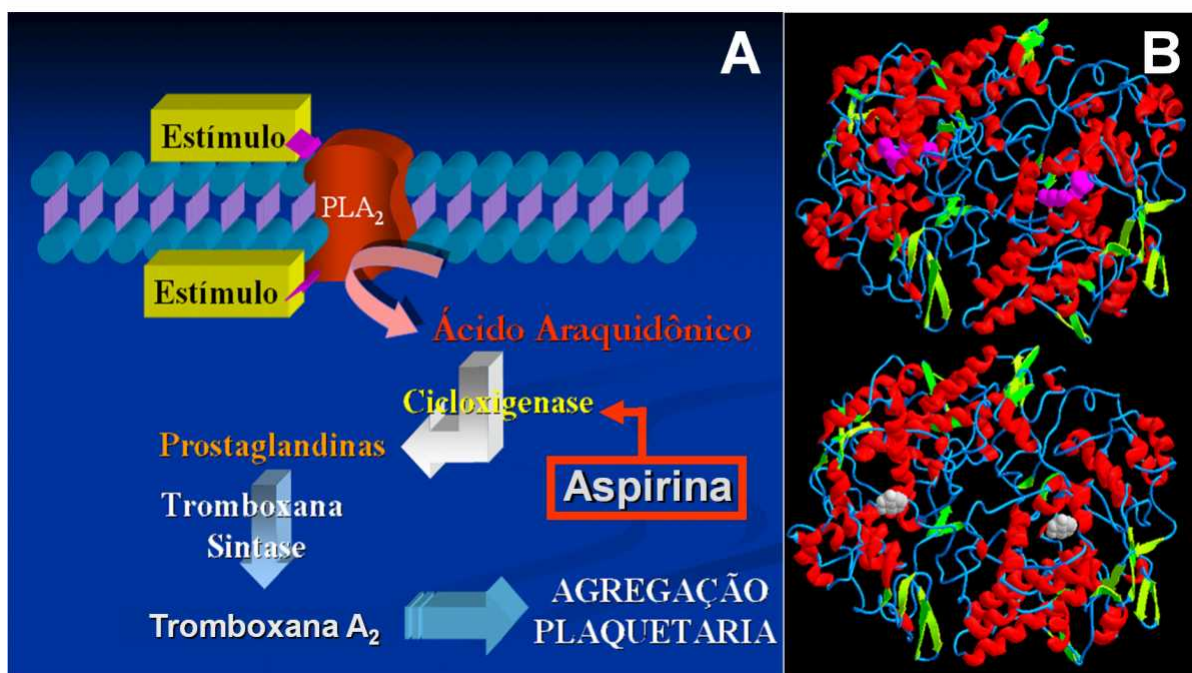 A
B
Estímulo
PLA₂
Estímulo
Ácido Araquidônico
Cicloxigenase
Prostaglandinas
Aspirina
Tromboxana
Sintase
Tromboxana A₂
AGREGAÇÃO
PLAQUETARIA